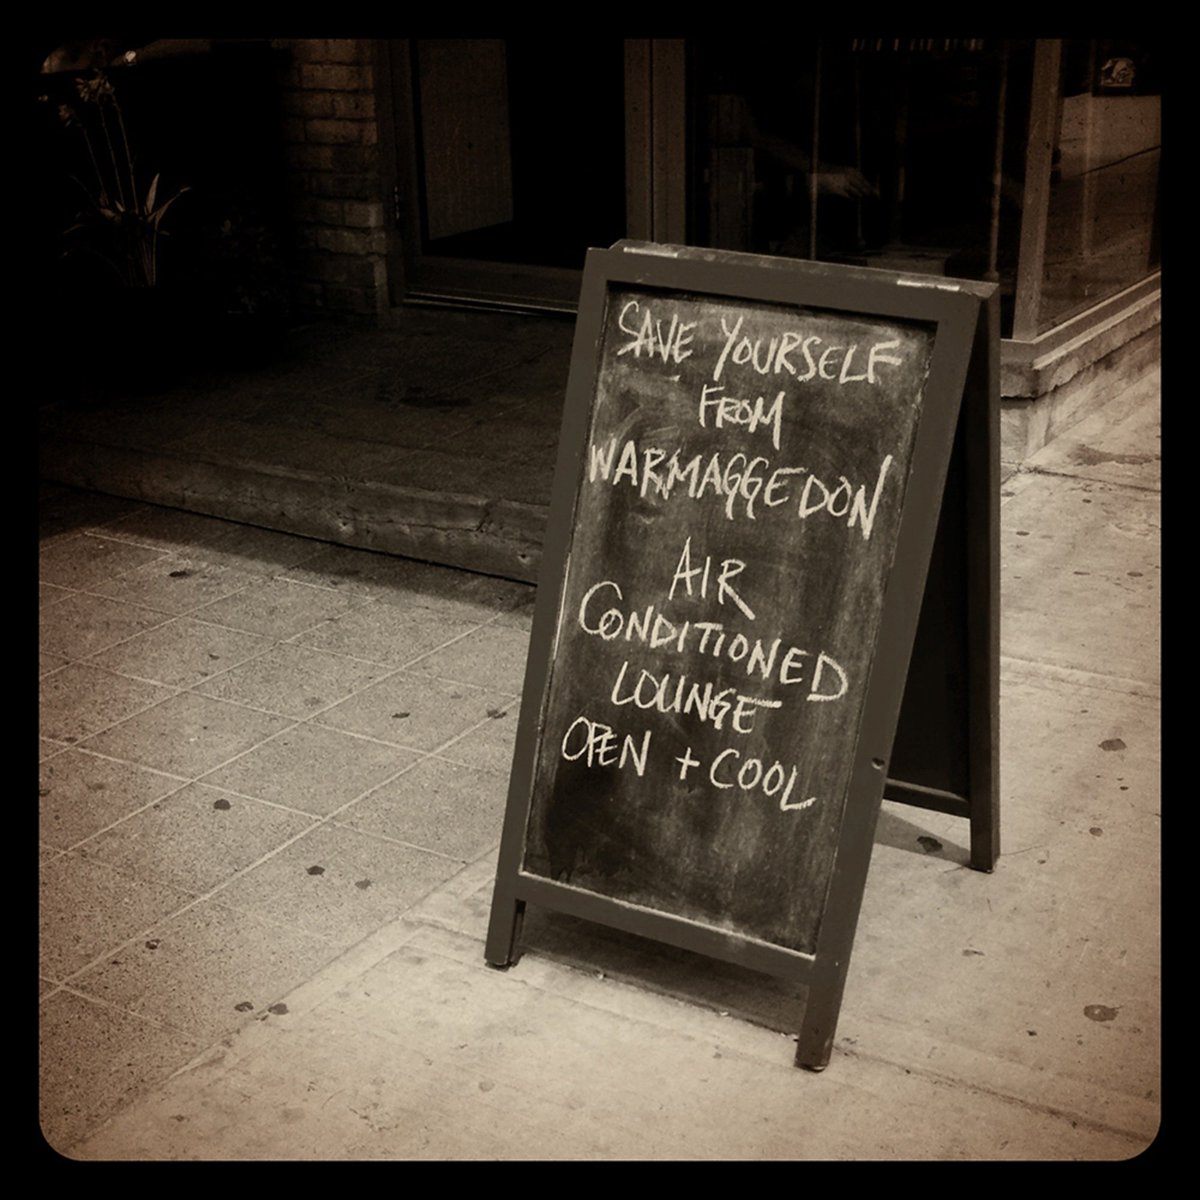 SAVE YOURSELF
FROM
WARMAGGEDON
AIR
CONDITIONED
LOUNGE
OPEN + COOL